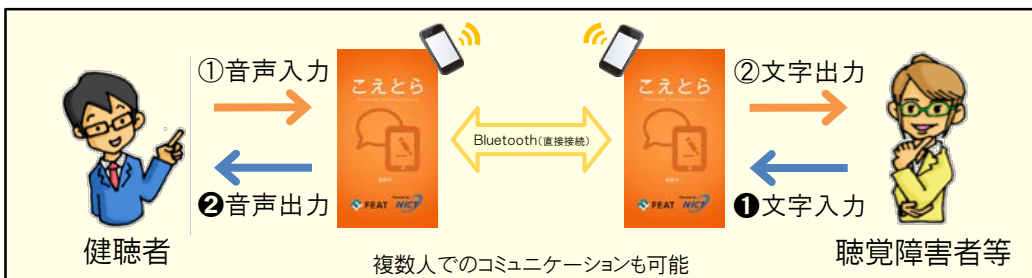 ①音声入力
こえとら
FEAT
NICT
❷音声出力
健聴者
Bluetooth(直接接続)
こえとら
FEAT
NICT
②文字出力
❶文字入力
聴覚障害者等
複数人でのコミュニケーションも可能